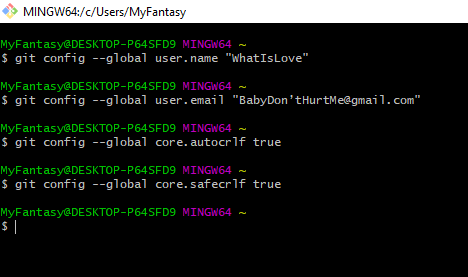 MINGW64:/c/Users/MyFantasy
MyFantasy@DESKTOP-P64SFD9 MINGW64 ~
$ git config --global user.name "WhatIsLove"
MyFantasy@DESKTOP-P64SFD9 MINGW64 ~
$ git config --global user.email "BabyDon'tHurtMe@gmail.com"
MyFantasy@DESKTOP-P64SFD9 MINGW64 ~
$ git config --global core.autocrlf true
MyFantasy@DESKTOP-P64SFD9 MINGW64 ~
$ git config --global core.safecrlf true
MyFantasy@DESKTOP-P64SFD9 MINGW64 ~
$